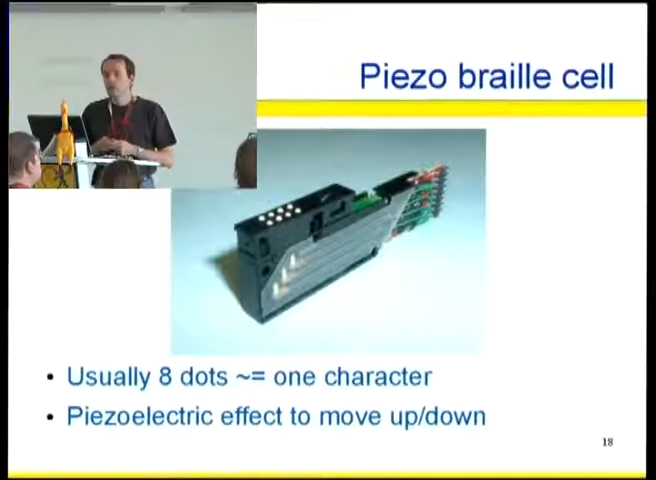 Piezo braille cell
• Usually 8 dots ~= one character
• Piezoelectric effect to move up/down
18